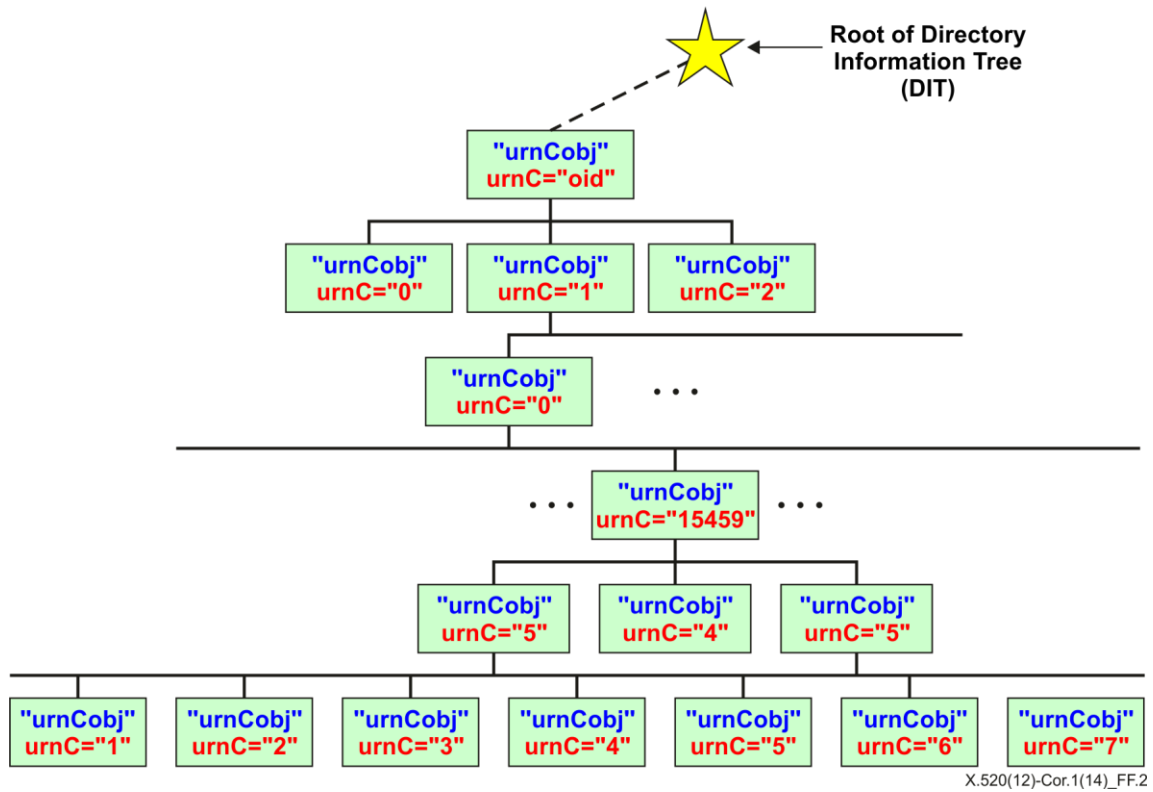 Root of Directory
Information Tree
(DIT)
"urnCobj"
urnC="oid"
"urnCobj"
urnC="0"
"urnCobj"
urnC="1"
"urnCobj"
urnC="2"
"urnCobj"
urnC="0"
. . .
. . .
"urnCobj"
urnC="15459"
. . .
"urnCobj"
urnC="5"
"urnCobj"
urnC="4"
"urnCobj"
urnC="5"
"urnCobj"
urnC="1"
"urnCobj"
urnC="2"
"urnCobj"
urnC="3"
"urnCobj"
urnC="4"
"urnCobj"
urnC="5"
"urnCobj"
urnC="6"
"urnCobj"
urnC="7"
X.520(12)-Cor.1(14)_FF.2